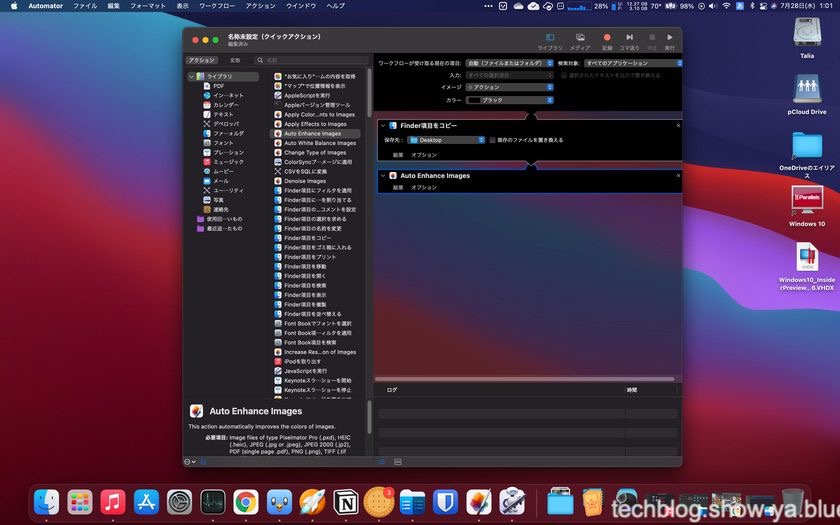 Automator ファイル 編集 フォーマット 表示 ワークフロー アクション ウインドウ ヘルプ
28%
12.27 GB
3.10 GB
70°
98%
7月28日(水) 1:01
名称未設定（クイックアクション）
編集済み
ライブラリ メディア 記録 コマ送り 停止 実行
アクション 変数 名前
ライブラリ
PDF
インターネット
カレンダー
テキスト
デベロッパ
ファ…ォルダ
フォント
プレ…ション
ミュージック
ムービー
メール
ユー…リティ
写真
連絡先
使用回…いもの
最近追…たもの
"お気に入り"…ムの内容を取得
"マップ"で位置情報を表示
AppleScriptを実行
Appleバージョン管理ツール
Apply Color…nts to Images
Apply Effects to Images
Auto Enhance Images
Auto White Balance Images
Change Type of Images
ColorSyncプ…メージに適用
CSVをSQLに変換
Denoise Images
Finder項目にフィルタを適用
Finder項目に…を割り当てる
Finder項目の…コメントを設定
Finder項目の選択を求める
Finder項目の名前を変更
Finder項目をコピー
Finder項目をゴミ箱に入れる
Finder項目をプリント
Finder項目を移動
Finder項目を開く
Finder項目を検索
Finder項目を表示
Finder項目を複製
Finder項目を並べ替える
Font Bookでフォントを選択
Font Book項…ィルタを適用
Font Book項目を検索
Increase Res…on of Images
iPodを取り出す
JavaScriptを実行
Keynoteスラ…ショーを開始
Keynoteスラ…ショーを停止
Auto Enhance Images
This action automatically improves the colors of images.
必要項目: Image files of type Pixelmator Pro (.pxd), HEIC
(.heic), JPEG (.jpg or .jpeg), JPEG 2000 (.jp2),
PDF (single page .pdf), PNG (.png), TIFF (.tif
ワークフローが受け取る現在の項目: 自動（ファイルまたはフォルダ） 検索対象: すべてのアプリケーション
入力: すべての選択項目 選択されたテキストを出力で置き換える
イメージ アクション
カラー ブラック
Finder項目をコピー
保存先: Desktop 既存のファイルを置き換える
結果 オプション
Auto Enhance Images
結果 オプション
ログ 時間
Talia
pCloud Drive
OneDriveのエイリア
ス
Parallels
Windows 10
VHDX
Windows10_Inside
rPreview...6.VHDX
3
techblog.show-ya.blu